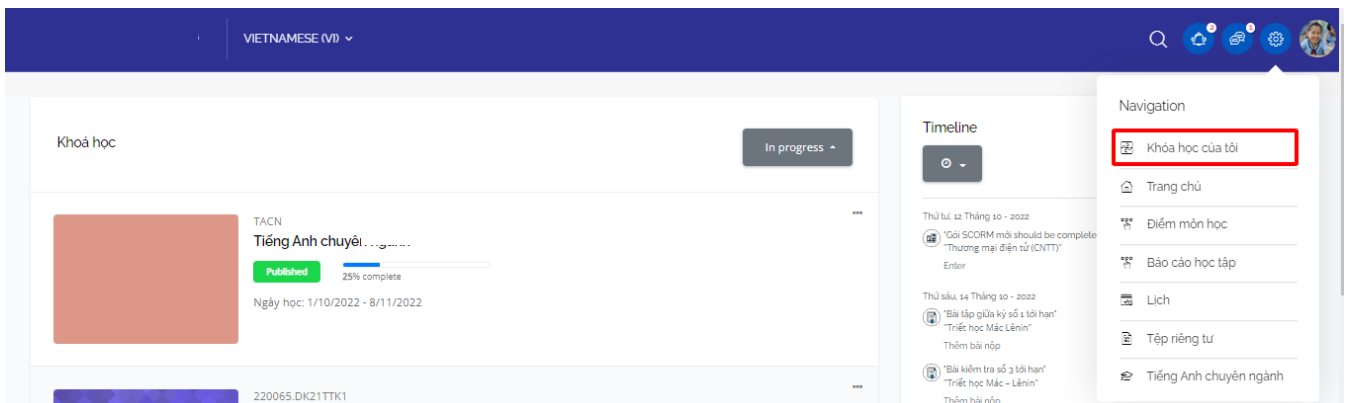 VIETNAMESE (VI)
Khoá học
In progress
TACN
Tiếng Anh
Published
25% complete
Ngày học: 1/10/2022 - 8/11/2022
220065.DK21TTK1
Timeline
Thứ tư, 12 Tháng 10 - 2022
"Gói SCORM mới should be complete
"Thương mại điện tử (CNTT)"
Enter
Thứ sáu, 14 Tháng 10 - 2022
"Bài tập giữa kỳ số 1 tới hạn"
"Triết học Mác Lênin"
Thêm bài nộp
"Bài kiểm tra số 3 tới hạn"
"Triết học Mác – Lênin"
Thêm bài nộp
Navigation
Khóa học của tôi
Trang chủ
Điểm môn học
Báo cáo học tập
Lịch
Tệp riêng tư
Tiếng Anh chuyên ngành